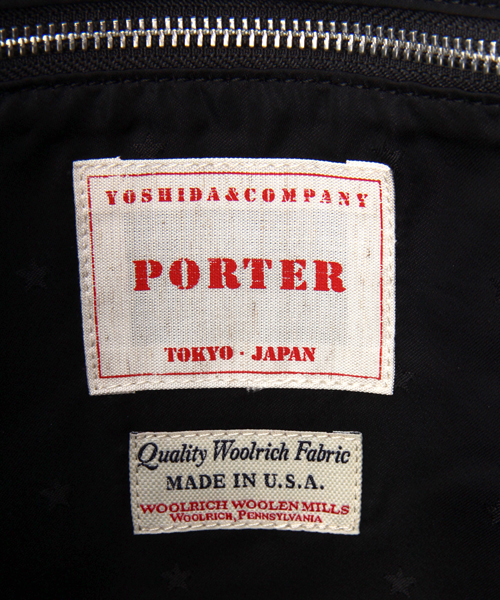 YOSHIDA&COMPANY
PORTER
TOKYO · JAPAN
Quality Woolrich Fabric
MADE IN U.S.A.
WOOLRICH WOOLEN MILLS
WOOLRICH, PENNSYLVANIA